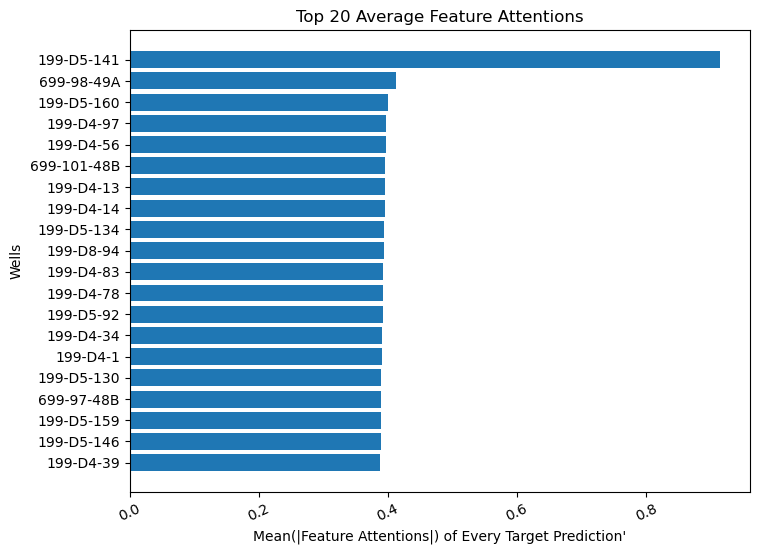 Top 20 Average Feature Attentions
199-D5-141
699-98-49A
199-D5-160
199-D4-97
199-D4-56
699-101-48B
199-D4-13
199-D4-14
199-D5-134
199-D8-94
199-D4-83
199-D4-78
199-D5-92
199-D4-34
199-D4-1
199-D5-130
699-97-48B
199-D5-159
199-D5-146
199-D4-39
Wells
0.0 0.2 0.4 0.6 0.8
Mean(|Feature Attentions|) of Every Target Prediction'